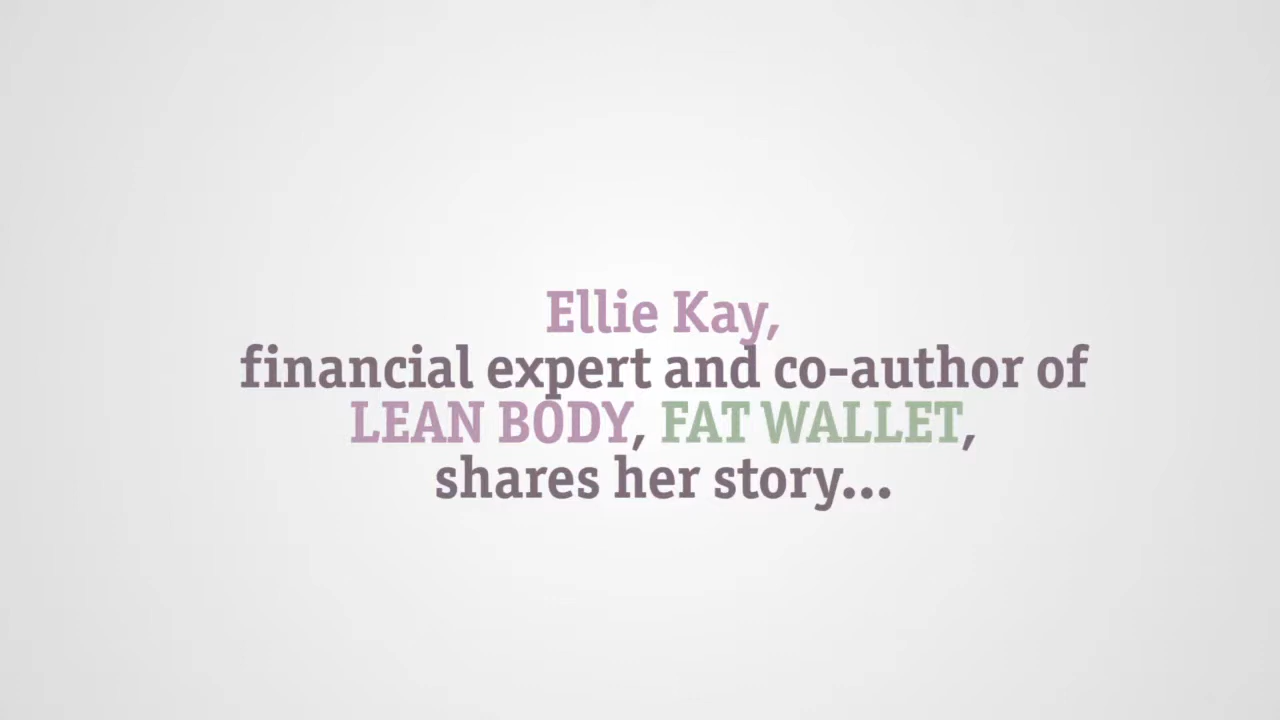 Ellie Kay,
financial expert and co-author of
LEAN BODY, FAT WALLET,
shares her story...